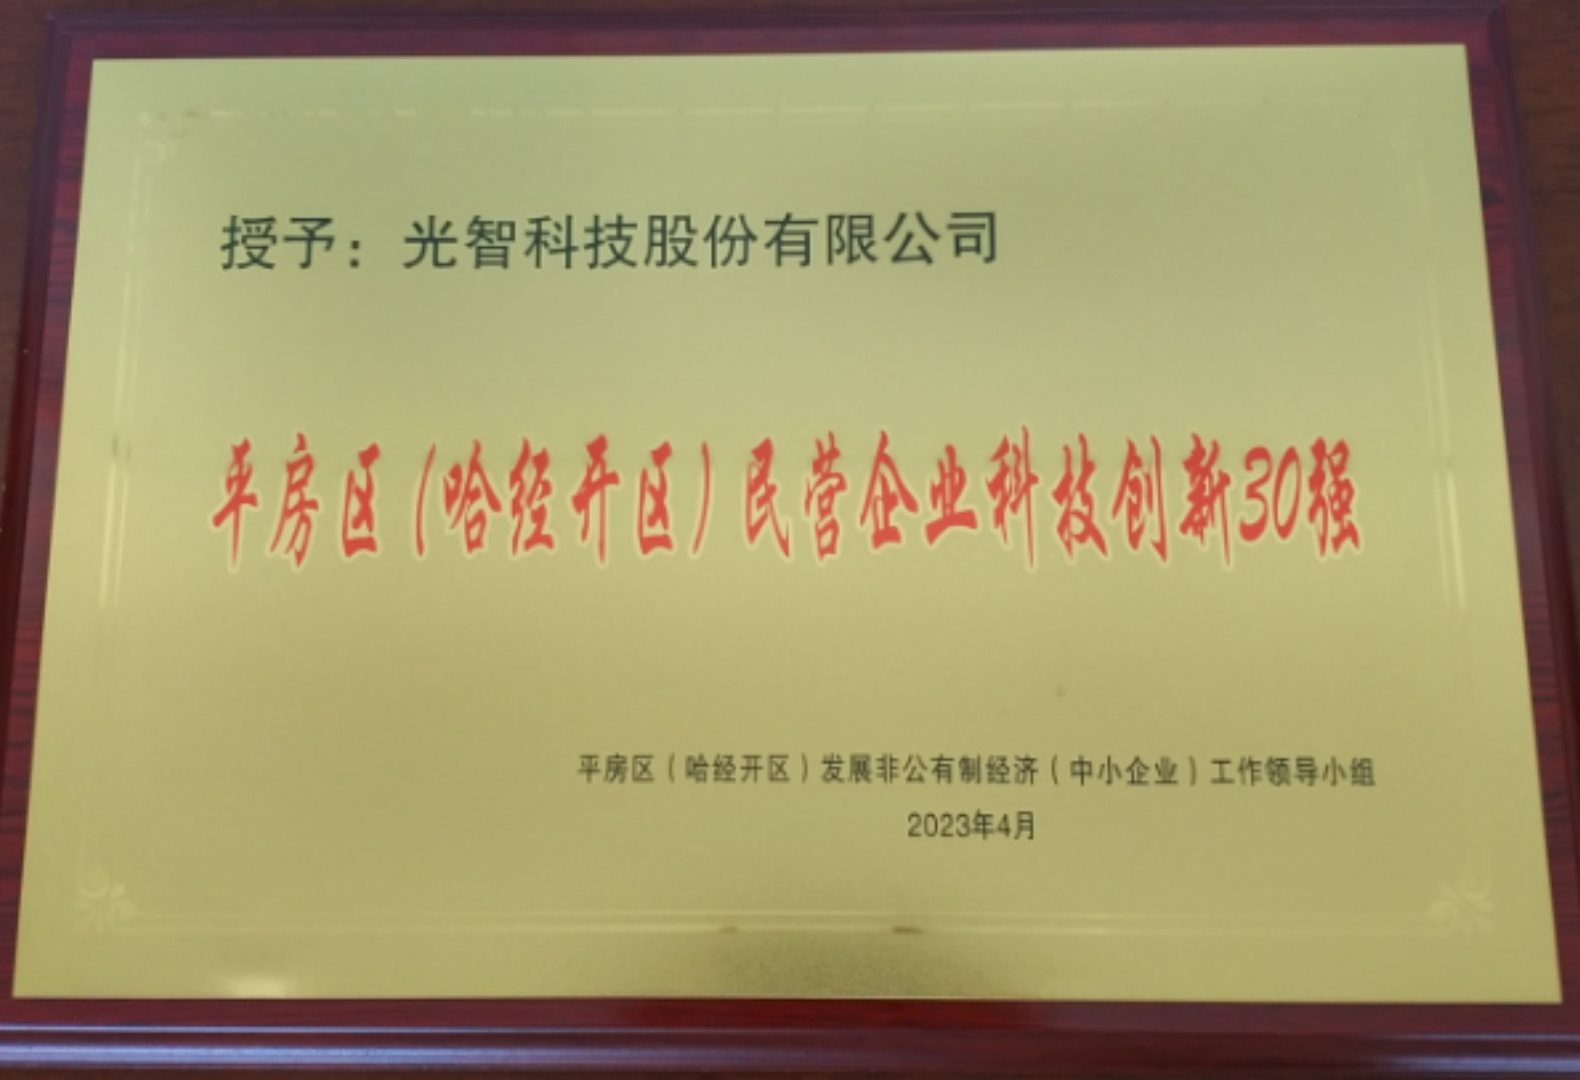 授予：光智科技股份有限公司
平房区（哈经开区）民营企业科技创新30强
平房区（哈经开区）发展非公有制经济（中小企业）工作领导小组
2023年4月